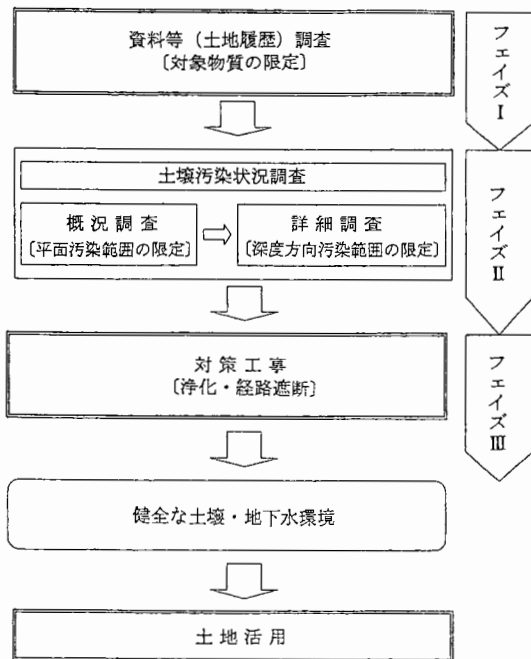 資料等(土地履歴)調査
〔対象物質の限定〕
フェイズⅠ
土壌汚染状況調査
概況調査
〔平面汚染範囲の限定〕
詳細調査
〔深度方向汚染範囲の限定〕
フェイズⅡ
対策工事
〔浄化・経路遮断〕
フェイズⅢ
健全な土壌・地下水環境
土地活用